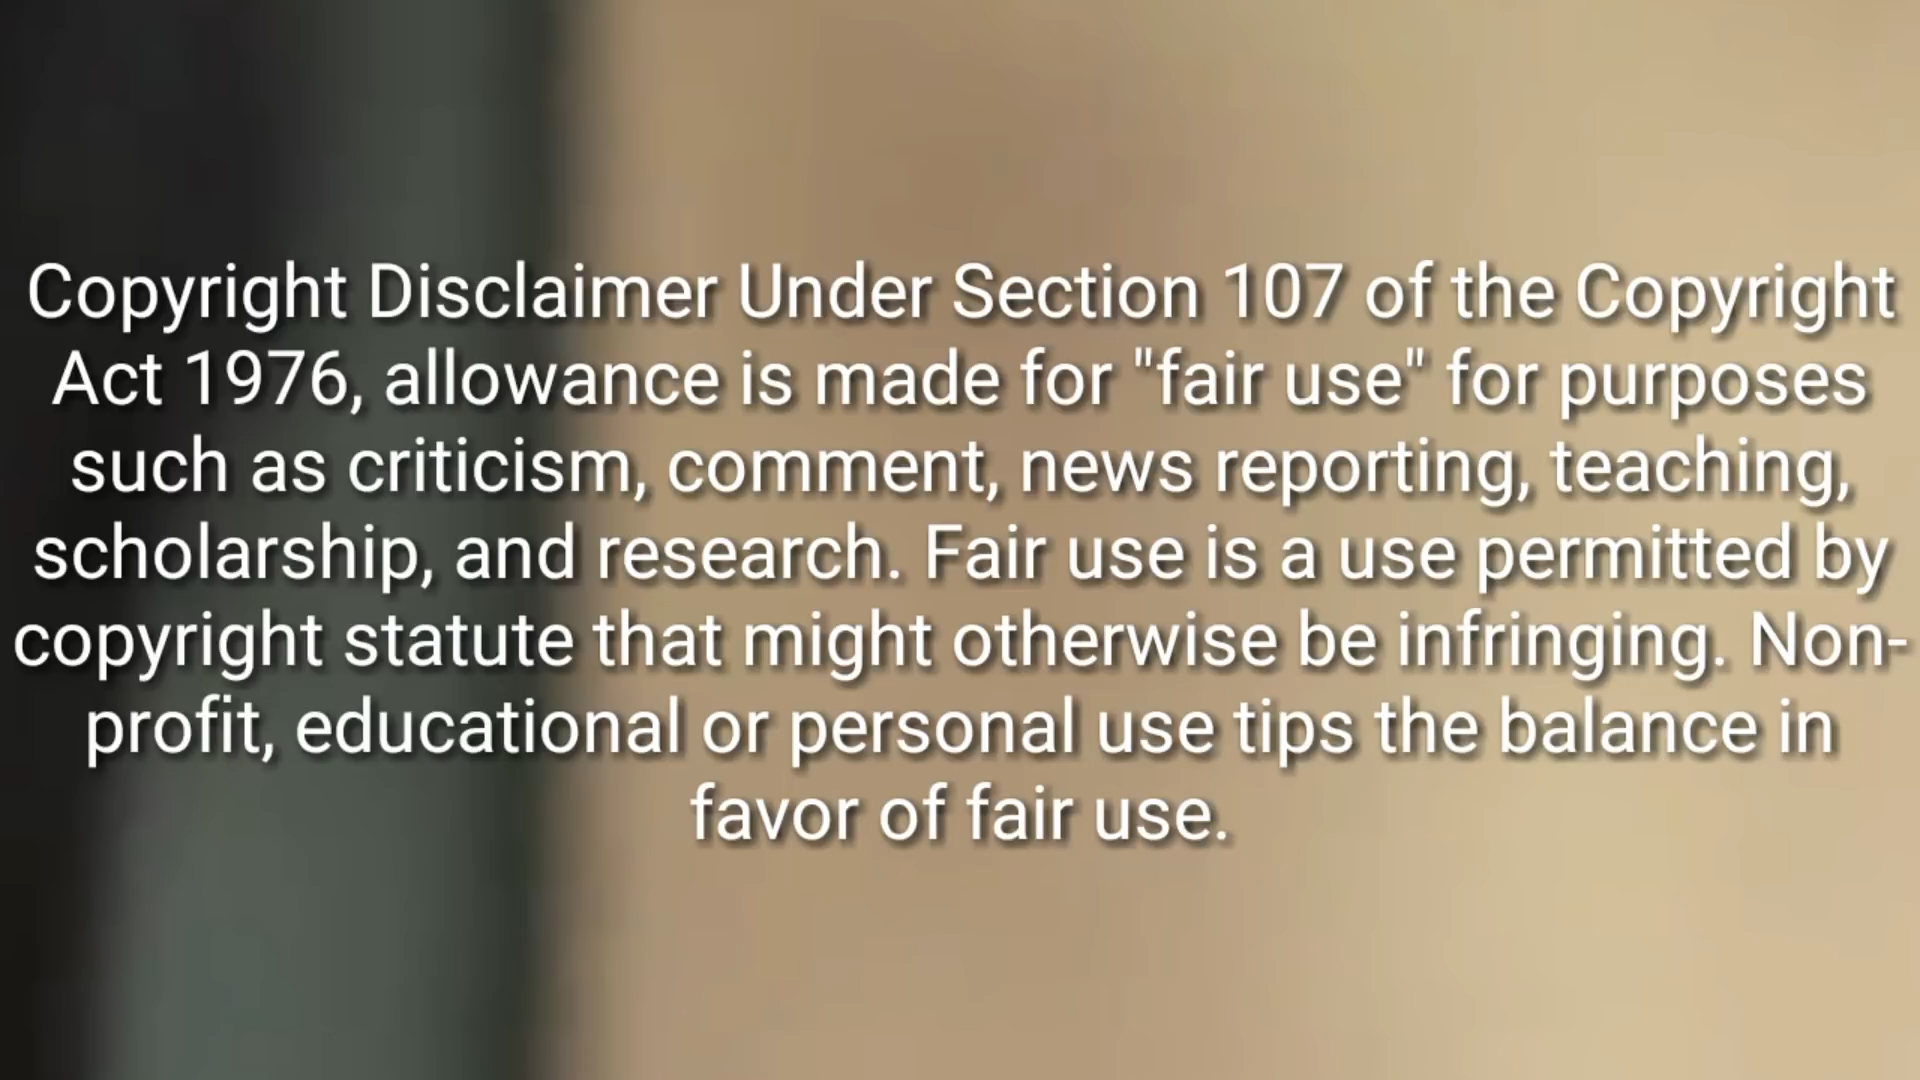 Copyright Disclaimer Under Section 107 of the Copyright
Act 1976, allowance is made for "fair use" for purposes
such as criticism, comment, news reporting, teaching,
scholarship, and research. Fair use is a use permitted by
copyright statute that might otherwise be infringing. Non-
profit, educational or personal use tips the balance in
favor of fair use.